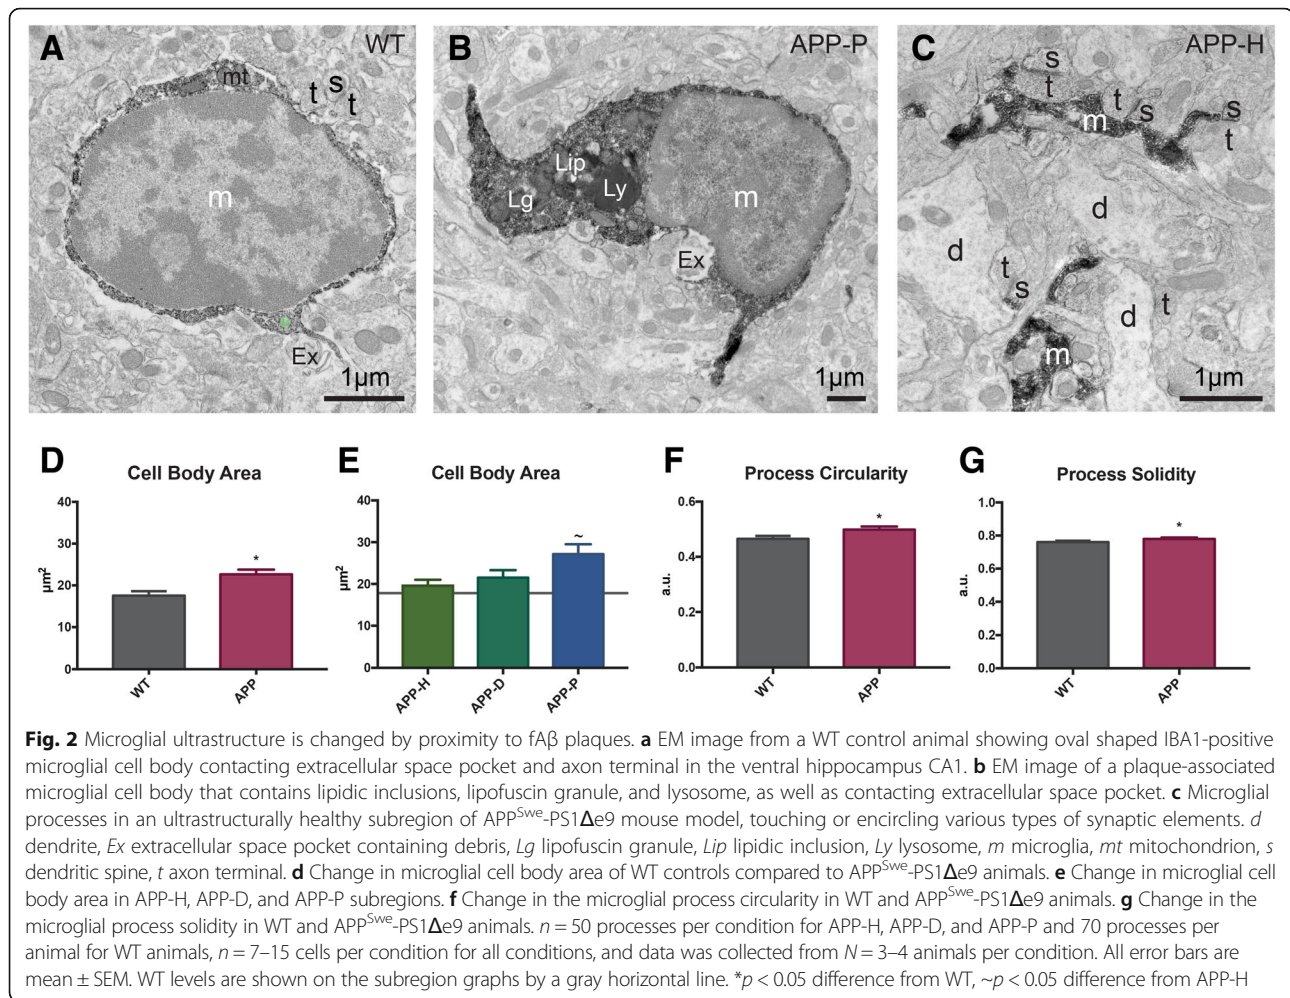 A
WT
mt
t
s
t
m
Ex
1μm
B
APP-P
Lip
Lg
Ly
m
Ex
1μm
C
APP-H
s
t
t
s
s
t
m
d
d
t
s
d
t
m
1μm
D
Cell Body Area
μm²
40
30
20
10
0
*
WT
APP
E
Cell Body Area
μm²
40
30
20
10
0
~
APP-H
APP-D
APP-P
F
Process Circularity
a.u.
0.6
0.4
0.2
0.0
*
WT
APP
G
Process Solidity
a.u.
1.0
0.8
0.6
0.4
0.2
0.0
*
WT
APP
Fig. 2 Microglial ultrastructure is changed by proximity to fAβ plaques. a EM image from a WT control animal showing oval shaped IBA1-positive
microglial cell body contacting extracellular space pocket and axon terminal in the ventral hippocampus CA1. b EM image of a plaque-associated
microglial cell body that contains lipidic inclusions, lipofuscin granule, and lysosome, as well as contacting extracellular space pocket. c Microglial
processes in an ultrastructurally healthy subregion of APPSwe-PS1Δe9 mouse model, touching or encircling various types of synaptic elements. d
dendrite, Ex extracellular space pocket containing debris, Lg lipofuscin granule, Lip lipidic inclusion, Ly lysosome, m microglia, mt mitochondrion, s
dendritic spine, t axon terminal. d Change in microglial cell body area of WT controls compared to APPSwe-PS1Δe9 animals. e Change in microglial cell
body area in APP-H, APP-D, and APP-P subregions. f Change in the microglial process circularity in WT and APPSwe-PS1Δe9 animals. g Change in the
microglial process solidity in WT and APPSwe-PS1Δe9 animals. n = 50 processes per condition for APP-H, APP-D, and APP-P and 70 processes per
animal for WT animals, n = 7–15 cells per condition for all conditions, and data was collected from N = 3–4 animals per condition. All error bars are
mean ± SEM. WT levels are shown on the subregion graphs by a gray horizontal line. *p < 0.05 difference from WT, ~p < 0.05 difference from APP-H